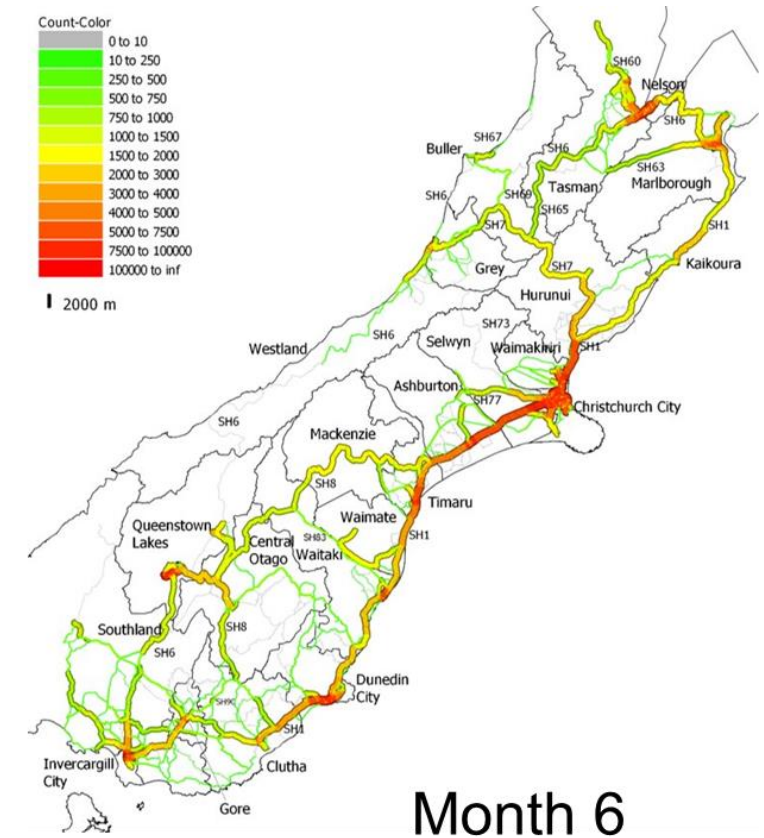 Count-Color
0 to 10
10 to 250
250 to 500
500 to 750
750 to 1000
1000 to 1500
1500 to 2000
2000 to 3000
3000 to 4000
4000 to 5000
5000 to 7500
7500 to 100000
100000 to inf
2000 m
SH60
Nelson
SH6
SH67
Buller
SH6
SH63
Tasman
Marlborough
SH6
SH69
SH65
SH1
SH7
Kaikoura
Grey
SH7
Hurunui
SH73
SH6
Selwyn
Waimakiriri
SH1
Westland
Ashburton
SH77
Christchurch City
SH6
Mackenzie
SH8
Timaru
Waimate
Queenstown
Lakes
SH83
SH1
Central
Otago
Waitaki
Southland
SH8
SH6
Dunedin
City
SH1
Invercargill
City
Clutha
Gore
Month 6